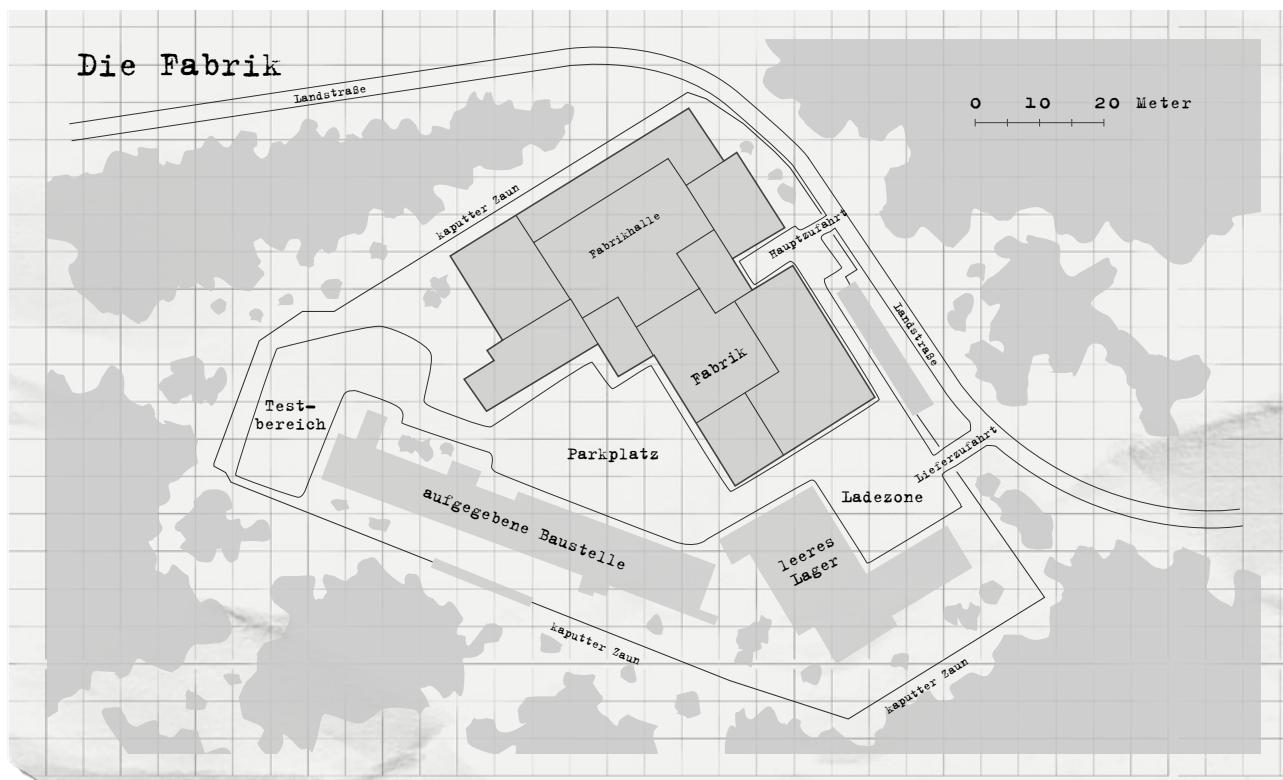 Die Fabrik
Landstraße
0 10 20 Meter
kaputter Zaun
Fabrikhalle
Hauptzufahrt
Landstraße
Fabrik
Test-
bereich
Parkplatz
Lieferzufahrt
Ladezone
aufgegebene Baustelle
leeres
Lager
kaputter Zaun
kaputter Zaun